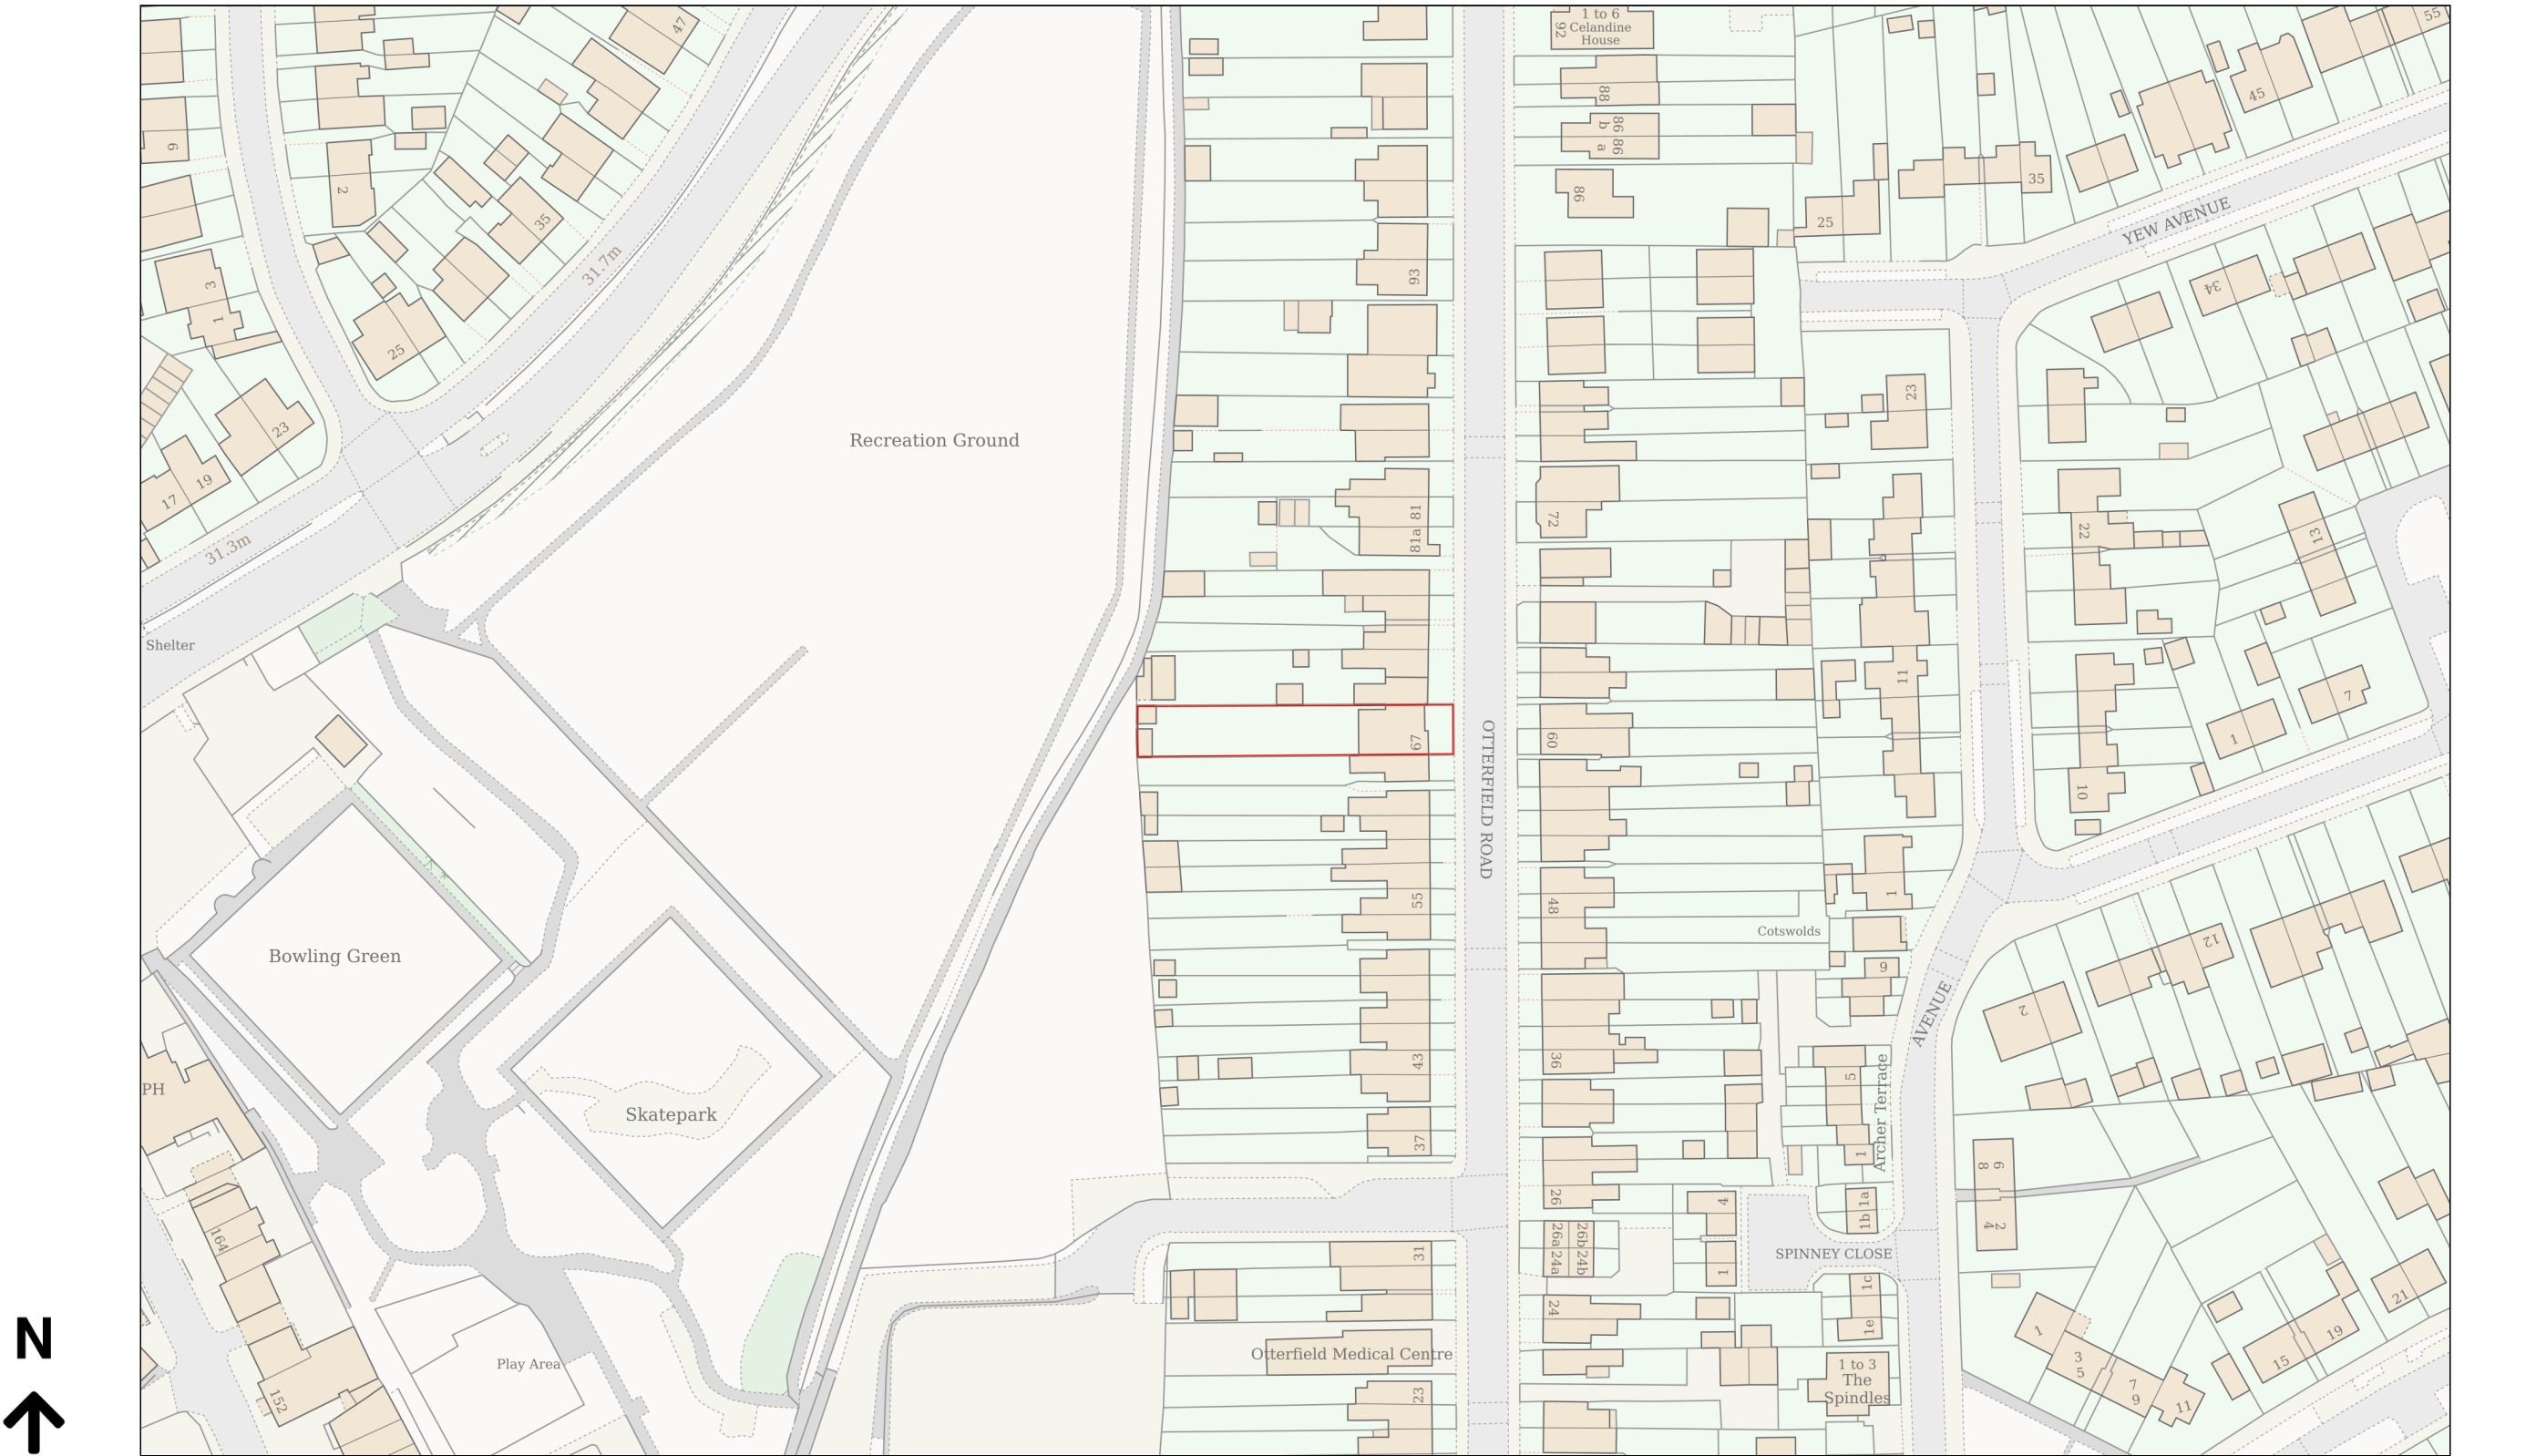 47
1 to 6
Celandine
House
92
55
6
2
35
88
86
b
86
a
86
45
35
25
YEW AVENUE
31.7m
93
3
1
34
25
23
23
19
17
Recreation Ground
81
81a
72
22
13
31.3m
Shelter
11
67
60
OTTERFIELD ROAD
7
1
10
55
48
1
Cotswolds
Bowling Green
12
9
2
AVENUE
PH
Skatepark
43
36
5
Archer Terrace
37
1
6
8
26
4
1a
1b
2
4
164
31
26a
26b
24a
24b
1
SPINNEY CLOSE
1c
1e
24
21
1
3
5
7
9
11
15
19
N
Play Area
Otterfield Medical Centre
1 to 3
The
Spindles
152
23